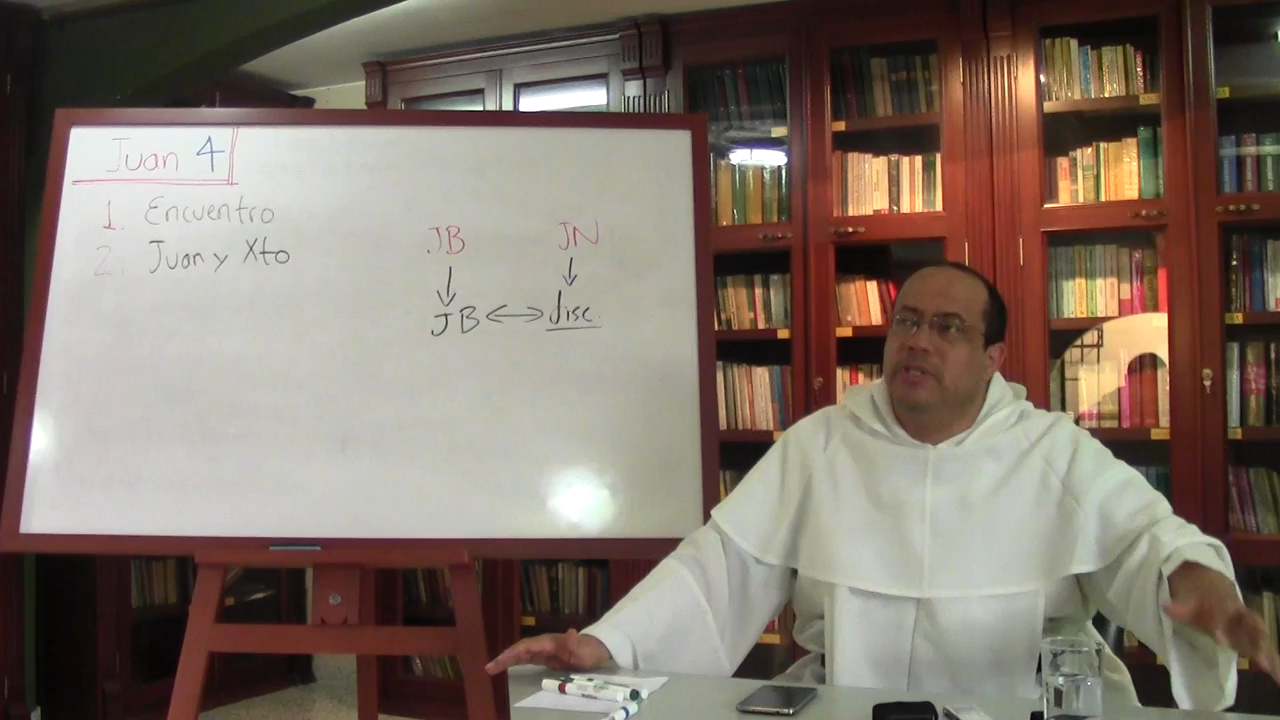 Juan 4
1. Encuentro
2. Juan y Xto
JB JN
JB disc.